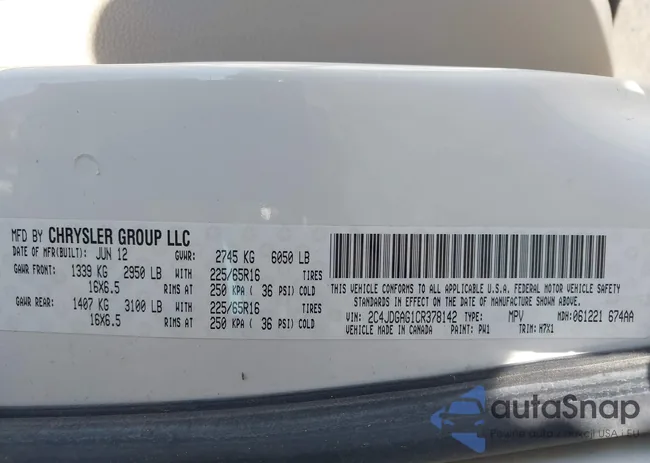 MFD BY CHRYSLER GROUP LLC
DATE OF MFR(BUILT): JUN 12 GVWR: 2745 KG 6050 LB
GAWR FRONT: 1339 KG 2950 LB WITH 225/65R16 TIRES
16X6.5 RIMS AT 250 KPA ( 36 PSI) COLD
GAWR REAR: 1407 KG 3100 LB WITH 225/65R16 TIRES
16X6.5 RIMS AT 250 KPA ( 36 PSI) COLD
THIS VEHICLE CONFORMS TO ALL APPLICABLE U.S.A. FEDERAL MOTOR VEHICLE SAFETY
STANDARDS IN EFFECT ON THE DATE OF MANUFACTURE SHOWN ABOVE.
VIN: 2C4JDGAG1CR378142 TYPE: MPV MDH: 061221 674AA
VEHICLE MADE IN CANADA PAINT: PW1 TRIM: H7X1
autoSnap